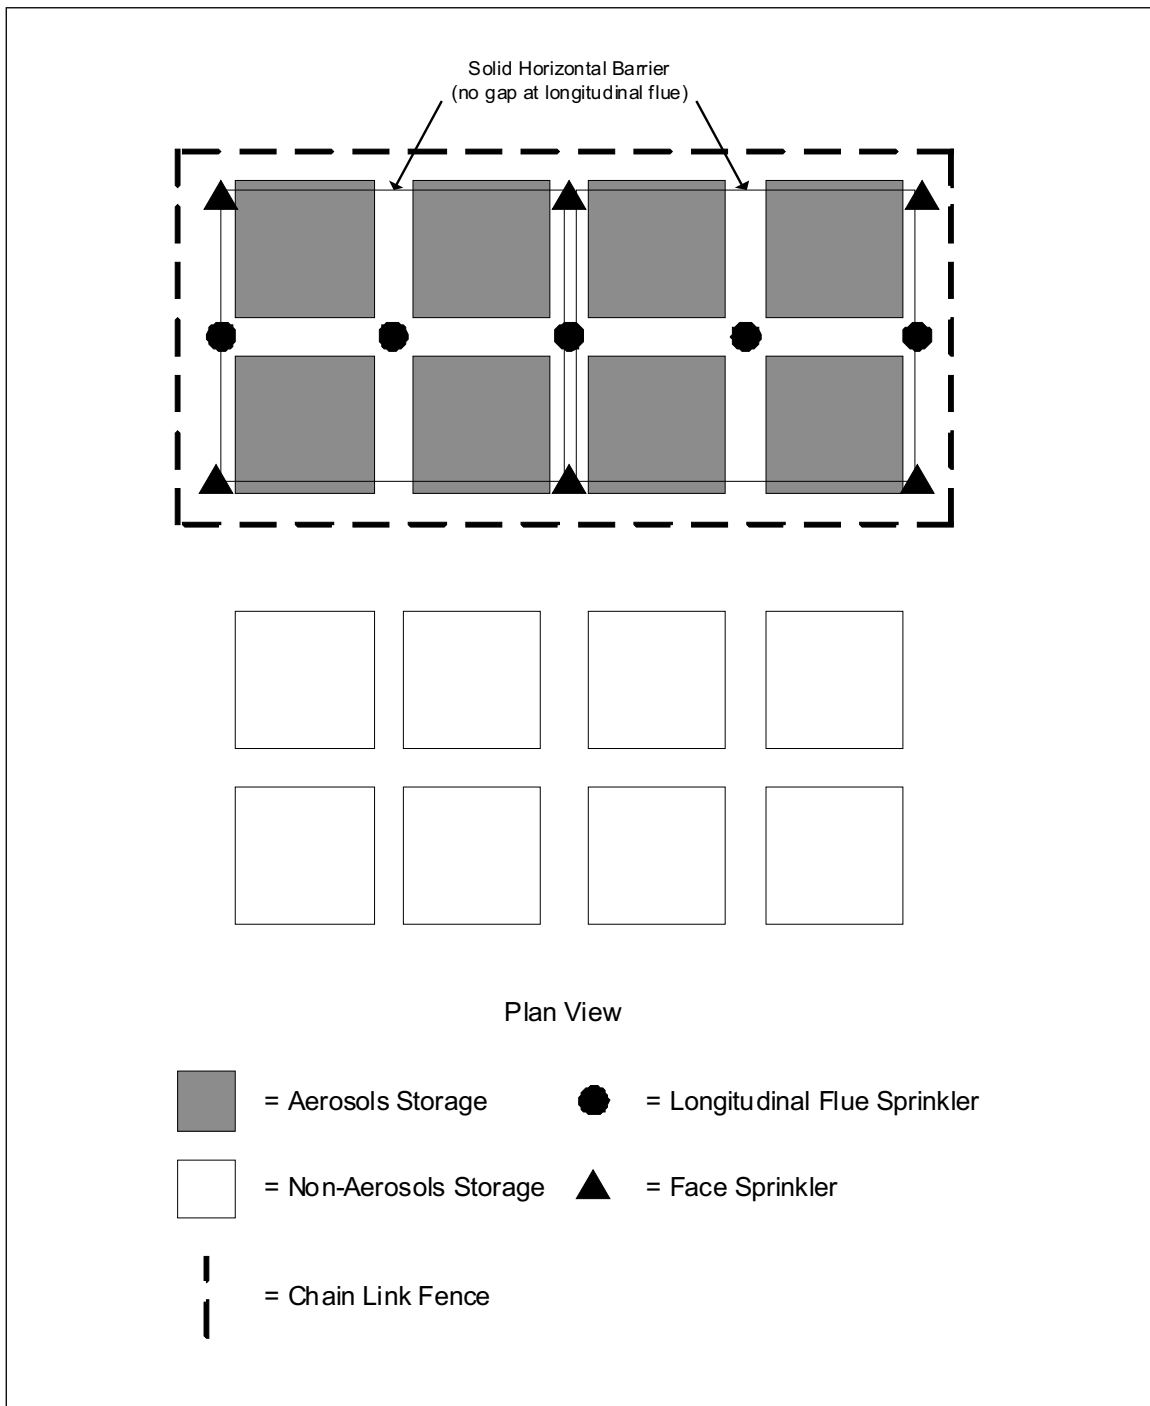 Solid Horizontal Barrier
(no gap at longitudinal flue)
Plan View
= Aerosols Storage
= Longitudinal Flue Sprinkler
= Non-Aerosols Storage
= Face Sprinkler
= Chain Link Fence